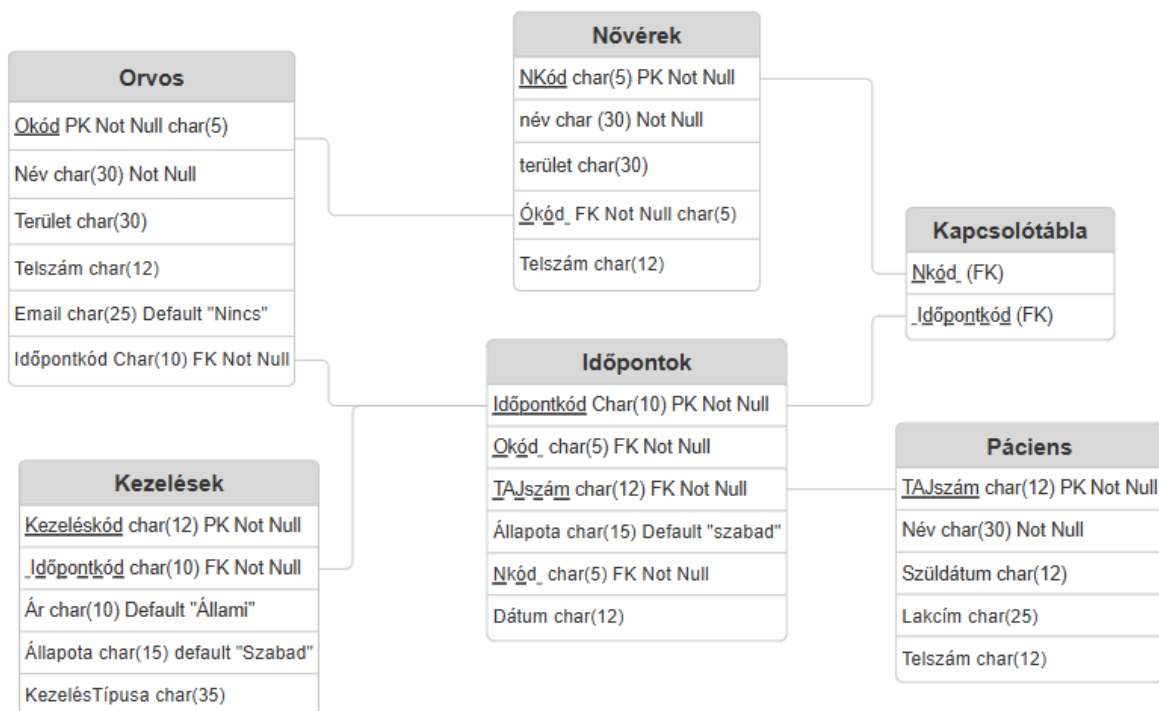 Orvos
Okód PK Not Null char(5)
Név char(30) Not Null
Terület char(30)
Telszám char(12)
Email char(25) Default "Nincs"
Időpontkód Char(10) FK Not Null
Nővérek
NKód char(5) PK Not Null
név char (30) Not Null
terület char(30)
Ókód_ FK Not Null char(5)
Telszám char(12)
Kapcsolótábla
Nkód_ (FK)
_Időpontkód (FK)
Időpontok
Időpontkód Char(10) PK Not Null
Okód_ char(5) FK Not Null
TAJszám char(12) FK Not Null
Állapota char(15) Default "szabad"
Nkód_ char(5) FK Not Null
Dátum char(12)
Kezelések
Kezeléskód char(12) PK Not Null
_Időpontkód char(10) FK Not Null
Ár char(10) Default "Állami"
Állapota char(15) default "Szabad"
KezelésTípusa char(35)
Páciens
TAJszám char(12) PK Not Null
Név char(30) Not Null
Szüldátum char(12)
Lakcím char(25)
Telszám char(12)